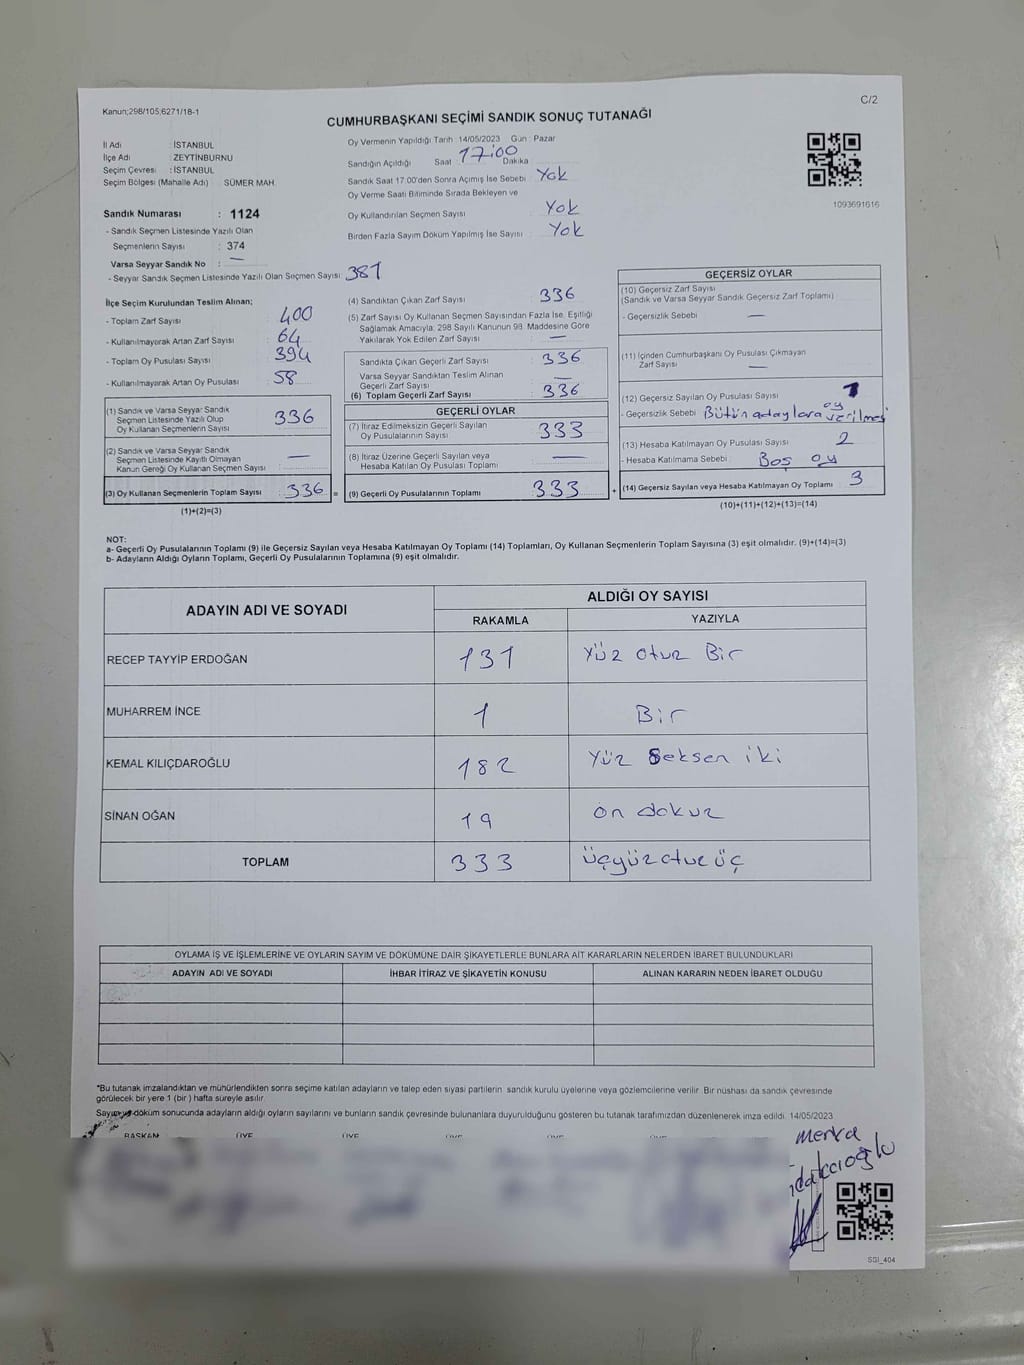 Kanun;298/105;6271/18-1
C/2
CUMHURBAŞKANI SEÇİMİ SANDIK SONUÇ TUTANAĞI
İl Adı : İSTANBUL
İlçe Adı : ZEYTİNBURNU
Seçim Çevresi : İSTANBUL
Seçim Bölgesi (Mahalle Adı) : SÜMER MAH.
Oy Vermenin Yapıldığı Tarih : 14/05/2023 Gün : Pazar
Sandığın Açıldığı Saat : 17:00 Dakika
Sandık Saat 17:00'den Sonra Açımış İse Sebebi : Yok
Oy Verme Saati Bitiminde Sırada Bekleyen ve
Oy Kullandırılan Seçmen Sayısı : Yok
Birden Fazla Sayım Döküm Yapılmış İse Sayısı : Yok
1093691616
Sandık Numarası : 1124
- Sandık Seçmen Listesinde Yazılı Olan
Seçmenlerin Sayısı : 374
Varsa Seyyar Sandık No : —
- Seyyar Sandık Seçmen Listesinde Yazılı Olan Seçmen Sayısı : 381
İlçe Seçim Kurulundan Teslim Alınan;
- Toplam Zarf Sayısı : 400
- Kullanılmayarak Artan Zarf Sayısı : 64
- Toplam Oy Pusulası Sayısı : 394
- Kullanılmayarak Artan Oy Pusulası : 58
(1) Sandık ve Varsa Seyyar Sandık
Seçmen Listesinde Yazılı Olup
Oy Kullanan Seçmenlerin Sayısı : 336
(2) Sandık ve Varsa Seyyar Sandık
Seçmen Listesinde Kayıtlı Olmayan
Kanun Gereği Oy Kullanan Seçmen Sayısı : —
(3) Oy Kullanan Seçmenlerin Toplam Sayısı : 336 =
(1)+(2)=(3)
(4) Sandıktan Çıkan Zarf Sayısı : 336
(5) Zarf Sayısı Oy Kullanan Seçmen Sayısından Fazla İse, Eşitliği
Sağlamak Amacıyla; 298 Sayılı Kanunun 98. Maddesine Göre
Yakılarak Yok Edilen Zarf Sayısı : —
Sandıkta Çıkan Geçerli Zarf Sayısı : 336
Varsa Seyyar Sandıktan Teslim Alınan
Geçerli Zarf Sayısı : —
(6) Toplam Geçerli Zarf Sayısı : 336
GEÇERLİ OYLAR
(7) İtiraz Edilmeksizin Geçerli Sayılan
Oy Pusulalarının Sayısı : 333
(8) İtiraz Üzerine Geçerli Sayılan veya
Hesaba Katılan Oy Pusulası Toplamı : —
(9) Geçerli Oy Pusulalarının Toplamı : 333 +
GEÇERSİZ OYLAR
(10) Geçersiz Zarf Sayısı
(Sandık ve Varsa Seyyar Sandık Geçersiz Zarf Toplamı) :
- Geçersizlik Sebebi : —
(11) İçinden Cumhurbaşkanı Oy Pusulası Çıkmayan
Zarf Sayısı : —
(12) Geçersiz Sayılan Oy Pusulası Sayısı : 1
- Geçersizlik Sebebi : Bütün adaylara oy verilmesi
(13) Hesaba Katılmayan Oy Pusulası Sayısı : 2
- Hesaba Katılmama Sebebi : Boş oy
(14) Geçersiz Sayılan veya Hesaba Katılmayan Oy Toplamı : 3
(10)+(11)+(12)+(13)=(14)
NOT:
a- Geçerli Oy Pusulalarının Toplamı (9) ile Geçersiz Sayılan veya Hesaba Katılmayan Oy Toplamı (14) Toplamları, Oy Kullanan Seçmenlerin Toplam Sayısına (3) eşit olmalıdır. (9)+(14)=(3)
b- Adayların Aldığı Oyların Toplamı, Geçerli Oy Pusulalarının Toplamına (9) eşit olmalıdır.
ADAYIN ADI VE SOYADI
ALDIĞI OY SAYISI
RAKAMLA YAZIYLA
RECEP TAYYİP ERDOĞAN 131 Yüz otuz Bir
MUHARREM İNCE 1 Bir
KEMAL KILIÇDAROĞLU 182 Yüz Seksen iki
SİNAN OĞAN 19 on dokuz
TOPLAM 333 üçyüzotuz üç
OYLAMA İŞ VE İŞLEMLERİNE VE OYLARIN SAYIM VE DÖKÜMÜNE DAİR ŞİKAYETLERLE BUNLARA AİT KARARLARIN NELERDEN İBARET BULUNDUKLARI
ADAYIN ADI VE SOYADI İHBAR İTİRAZ VE ŞİKAYETİN KONUSU ALINAN KARARIN NEDEN İBARET OLDUĞU
*Bu tutanak imzalandıktan ve mühürlendikten sonra seçime katılan adayların ve talep eden siyasi partilerin sandık kurulu üyelerine veya gözlemcilerine verilir. Bir nüshası da sandık çevresinde
görülecek bir yere 1 (bir) hafta süreyle asılır.
Sayım ve döküm sonucunda adayların aldığı oyların sayılarını ve bunların sandık çevresinde bulunanlara duyurulduğunu gösteren bu tutanak tarafımızdan düzenlenerek imza edildi. 14/05/2023
BAŞKAN ÜYE ÜYE ÜYE ÜYE ÜYE
SGI_404